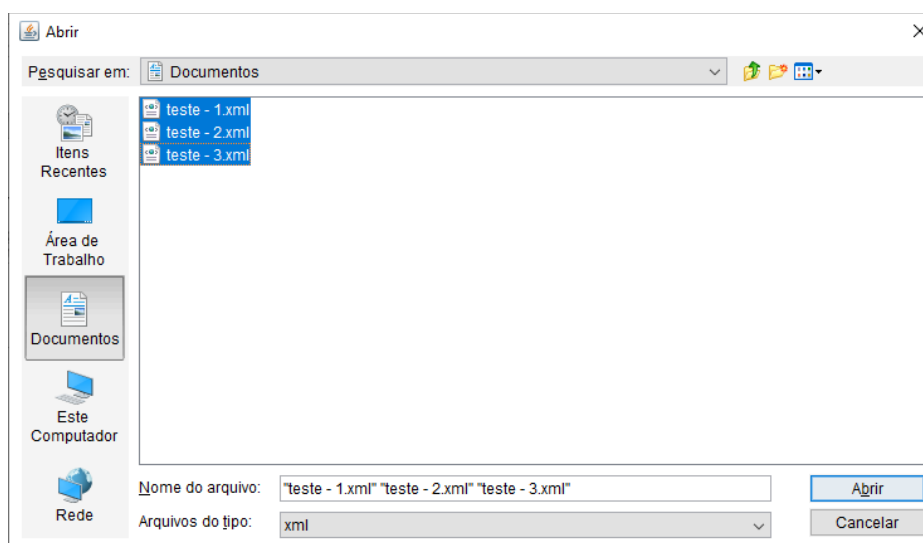 Abrir
Pesquisar em: Documentos
teste - 1.xml
teste - 2.xml
teste - 3.xml
Itens
Recentes
Área de
Trabalho
Documentos
Este
Computador
Rede
Nome do arquivo: "teste - 1.xml" "teste - 2.xml" "teste - 3.xml" Abrir
Arquivos do tipo: xml Cancelar